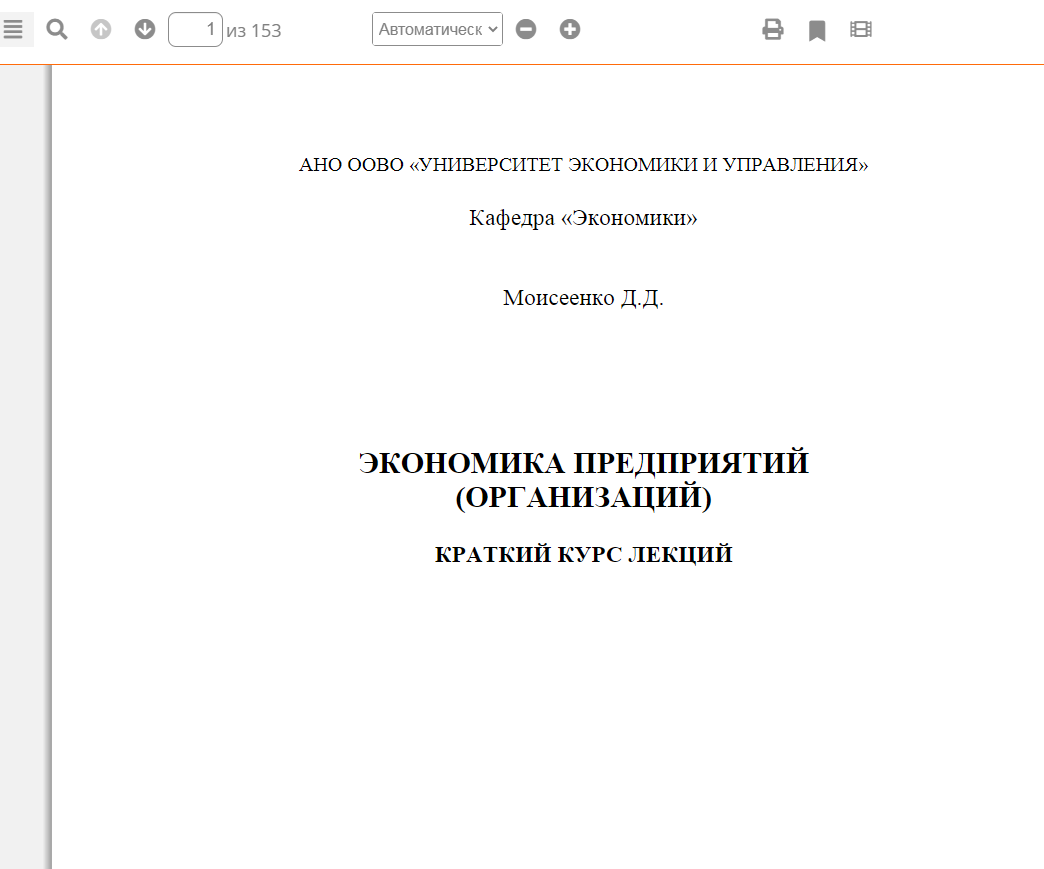 1 из 153 Автоматическ
АНО ООВО «УНИВЕРСИТЕТ ЭКОНОМИКИ И УПРАВЛЕНИЯ»
Кафедра «Экономики»
Моисеенко Д.Д.
ЭКОНОМИКА ПРЕДПРИЯТИЙ
(ОРГАНИЗАЦИЙ)
КРАТКИЙ КУРС ЛЕКЦИЙ